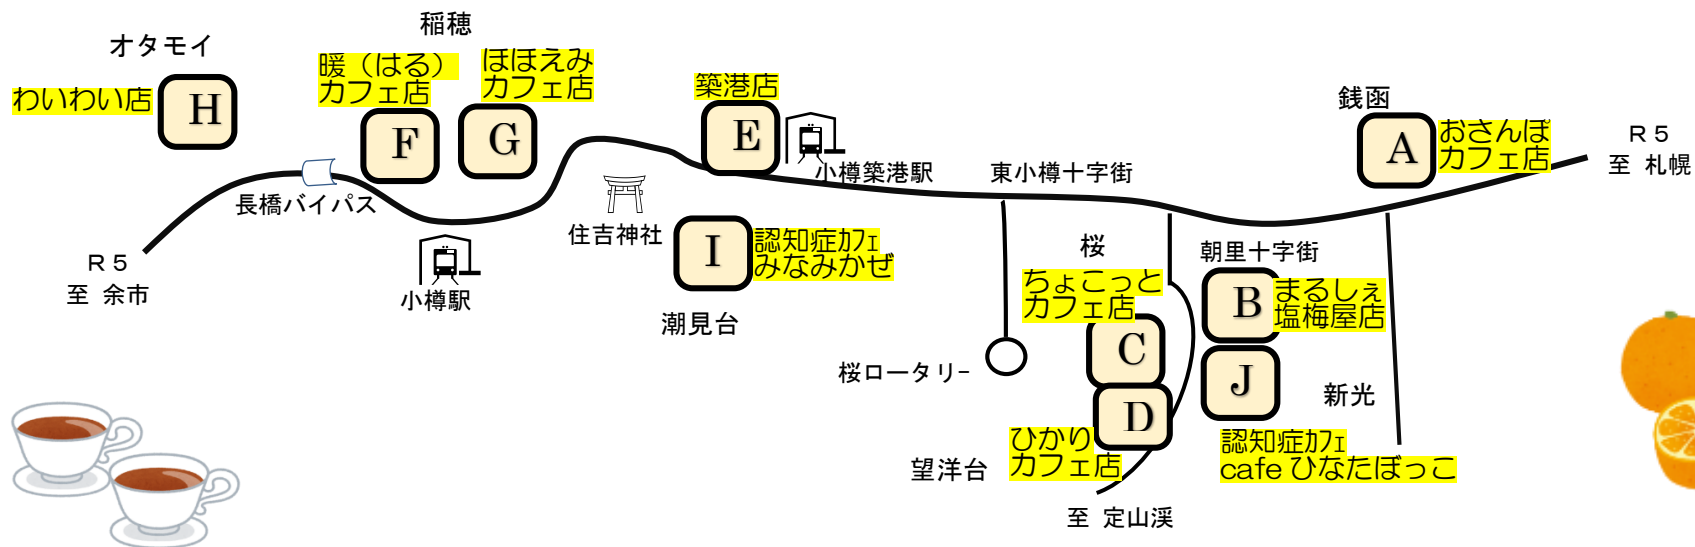 稲穂
オタモイ
暖（はる）
カフェ店
ほほえみ
カフェ店
築港店
わいわい店
H
F
G
E
銭函
A
おさんぽ
カフェ店
R５
至 札幌
小樽築港駅
東小樽十字街
長橋バイパス
住吉神社
I
認知症ｶﾌｪ
みなみかぜ
R５
至 余市
小樽駅
潮見台
桜
ちょこっと
カフェ店
朝里十字街
B
まるしぇ
塩梅屋店
C
桜ロータリｰ
J
新光
D
ひかり
カフェ店
望洋台
認知症ｶﾌｪ
cafe ひなたぼっこ
至 定山渓